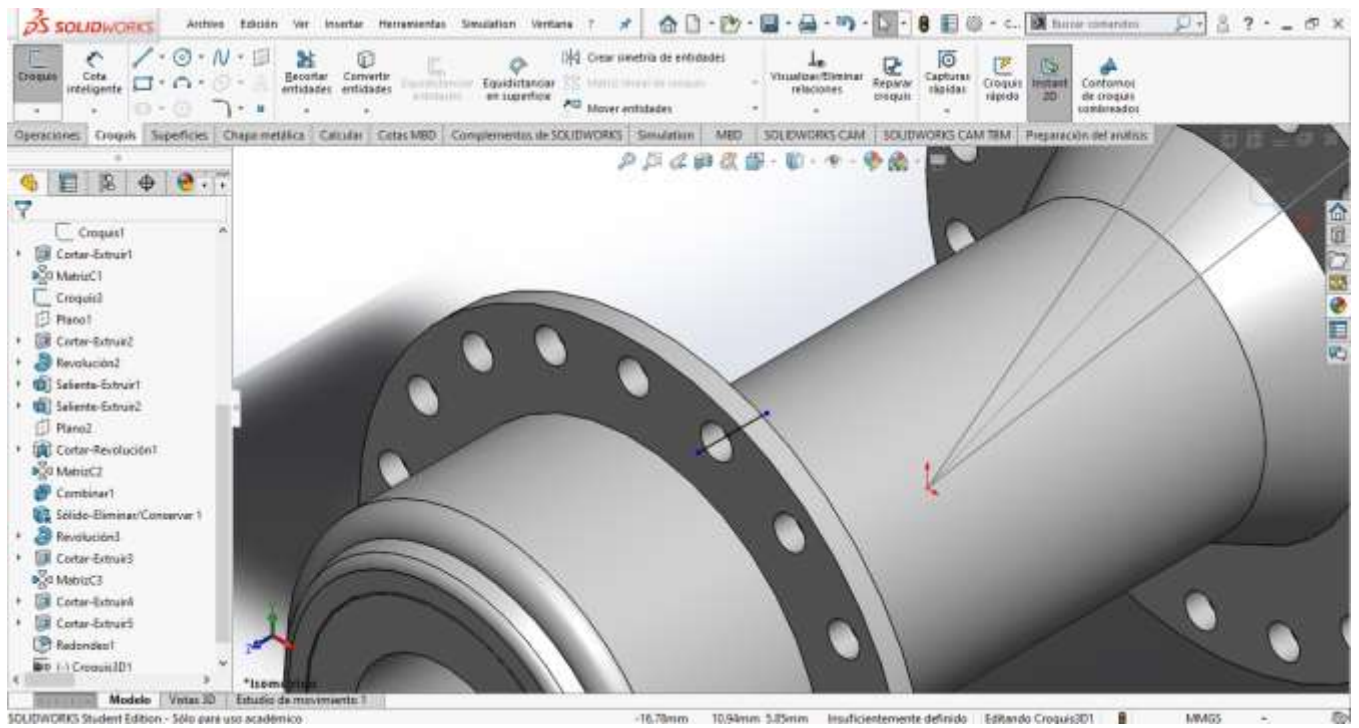 SOLIDWORKS Archivo Edición Ver Insertar Herramientas Simulation Ventana ? Buscar comandos
Croquis
Cota inteligente
Recortar entidades
Convertir entidades
Equidistanciar en superficie
Crear simetría de entidades
Matriz lineal de croquis
Mover entidades
Visualizar/Eliminar relaciones
Reparar croquis
Capturas rápidas
Croquis rápido
Instant 2D
Contornos de croquis sombreados
Operaciones Croquis Superficies Chapa metálica Calcular Cotas MBD Complementos de SOLIDWORKS Simulation MBD SOLIDWORKS CAM SOLIDWORKS CAM TBM Preparación del análisis
Croquis1
Cortar-Extruir1
MatrizC1
Croquis3
Plano1
Cortar-Extruir2
Revolución2
Saliente-Extruir1
Saliente-Extruir2
Plano2
Cortar-Revolución1
MatrizC2
Combinar1
Sólido-Eliminar/Conservar 1
Revolución3
Cortar-Extruir3
MatrizC3
Cortar-Extruir4
Cortar-Extruir5
Redondeo1
(-) Croquis3D1
Y
Z
Modelo Vistas 3D Estudio de movimiento 1
SOLIDWORKS Student Edition - Sólo para uso académico -16.78mm 10.94mm 5.85mm Insuficientemente definido Editando Croquis3D1 MMGS